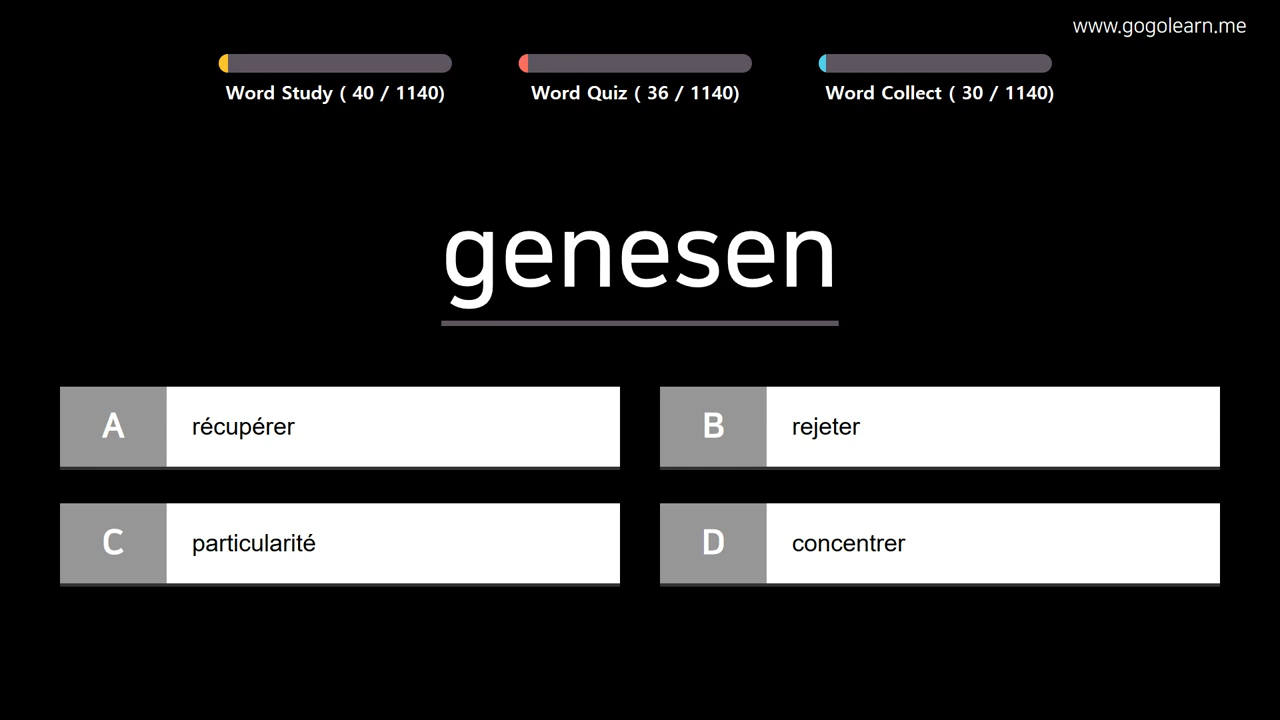 www.gogolearn.me
Word Study ( 40 / 1140)
Word Quiz ( 36 / 1140)
Word Collect ( 30 / 1140)
genesen
A récupérer
B rejeter
C particularité
D concentrer